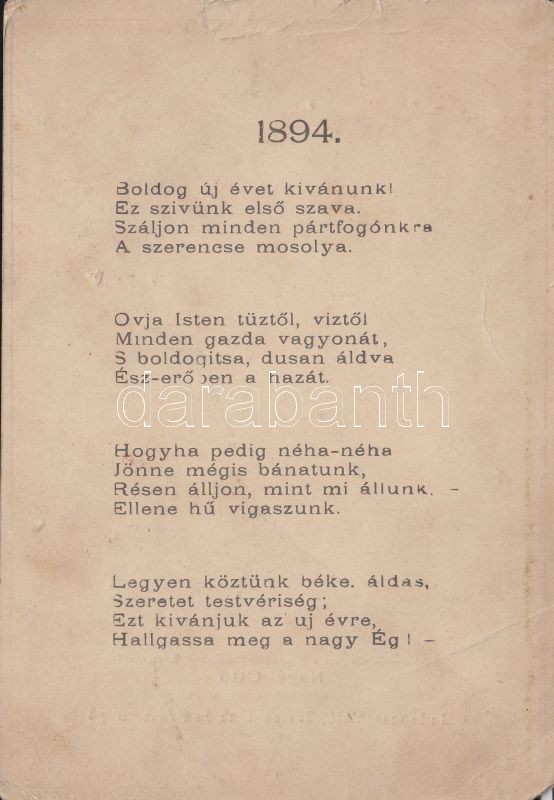 1894.
Boldog új évet kivánunk!
Ez szivünk első szava.
Száljon minden pártfogónkra
A szerencse mosolya.
Ovja Isten tüztől, viztől
Minden gazda vagyonát,
S boldogitsa, dusan áldva
Ész-erőben a hazát.
darabanth
Hogyha pedig néha-néha
Jönne mégis bánatunk,
Résen álljon, mint mi állunk, –
Ellene hű vigaszunk.
Legyen köztünk béke. áldas,
Szeretet testvériség;
Ezt kivánjuk az uj évre,
Hallgassa meg a nagy Ég! –